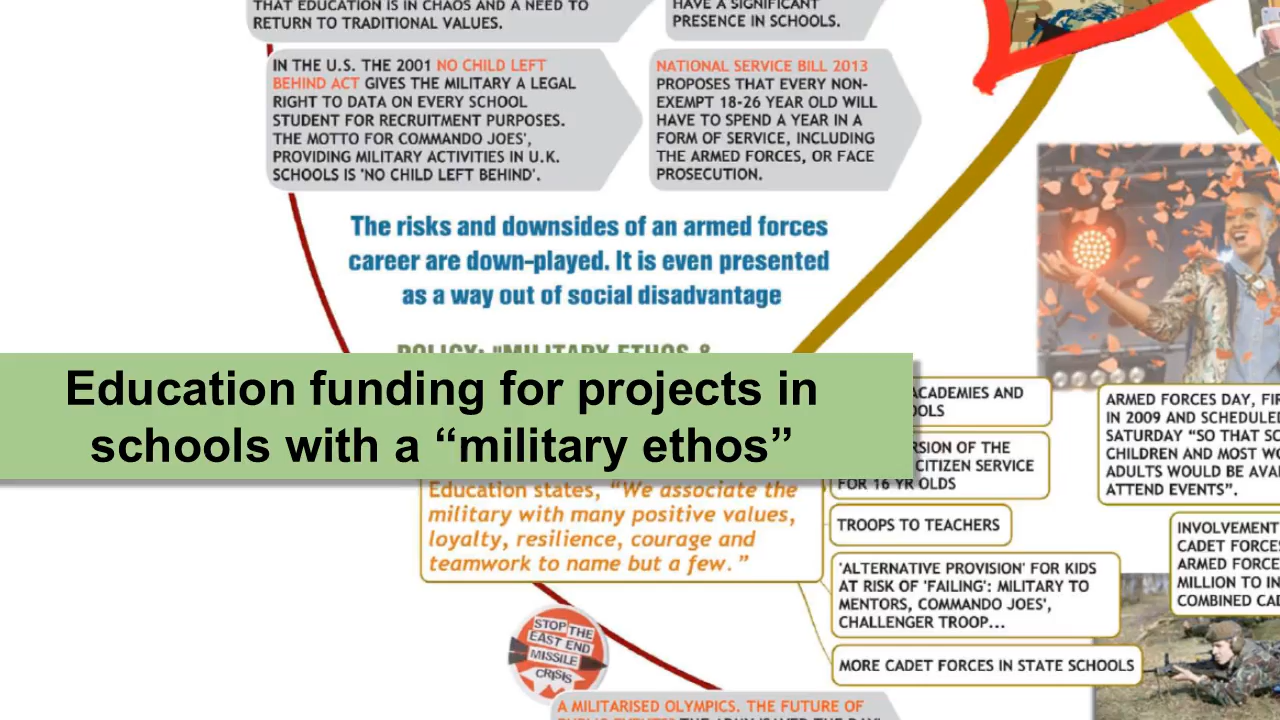 THAT EDUCATION IS IN CHAOS AND A NEED TO
RETURN TO TRADITIONAL VALUES.
HAVE A SIGNIFICANT
PRESENCE IN SCHOOLS.
IN THE U.S. THE 2001 NO CHILD LEFT
BEHIND ACT GIVES THE MILITARY A LEGAL
RIGHT TO DATA ON EVERY SCHOOL
STUDENT FOR RECRUITMENT PURPOSES.
THE MOTTO FOR COMMANDO JOES',
PROVIDING MILITARY ACTIVITIES IN U.K.
SCHOOLS IS 'NO CHILD LEFT BEHIND'.
NATIONAL SERVICE BILL 2013
PROPOSES THAT EVERY NON-
EXEMPT 18-26 YEAR OLD WILL
HAVE TO SPEND A YEAR IN A
FORM OF SERVICE, INCLUDING
THE ARMED FORCES, OR FACE
PROSECUTION.
The risks and downsides of an armed forces
career are down-played. It is even presented
as a way out of social disadvantage
POLICY: "MILITARY ETHOS &
Education funding for projects in
schools with a “military ethos”
Education states, “We associate the
military with many positive values,
loyalty, resilience, courage and
teamwork to name but a few.”
ACADEMIES AND
OOLS
RSION OF THE
CITIZEN SERVICE
FOR 16 YR OLDS
TROOPS TO TEACHERS
'ALTERNATIVE PROVISION' FOR KIDS
AT RISK OF 'FAILING': MILITARY TO
MENTORS, COMMANDO JOES',
CHALLENGER TROOP...
MORE CADET FORCES IN STATE SCHOOLS
ARMED FORCES DAY, FIR
IN 2009 AND SCHEDULED
SATURDAY “SO THAT SC
CHILDREN AND MOST WO
ADULTS WOULD BE AVA
ATTEND EVENTS”.
INVOLVEMENT
CADET FORCES
ARMED FORCE
MILLION TO IN
COMBINED CAD
STOP THE
EAST END
MISSILE
CRISIS
A MILITARISED OLYMPICS. THE FUTURE OF